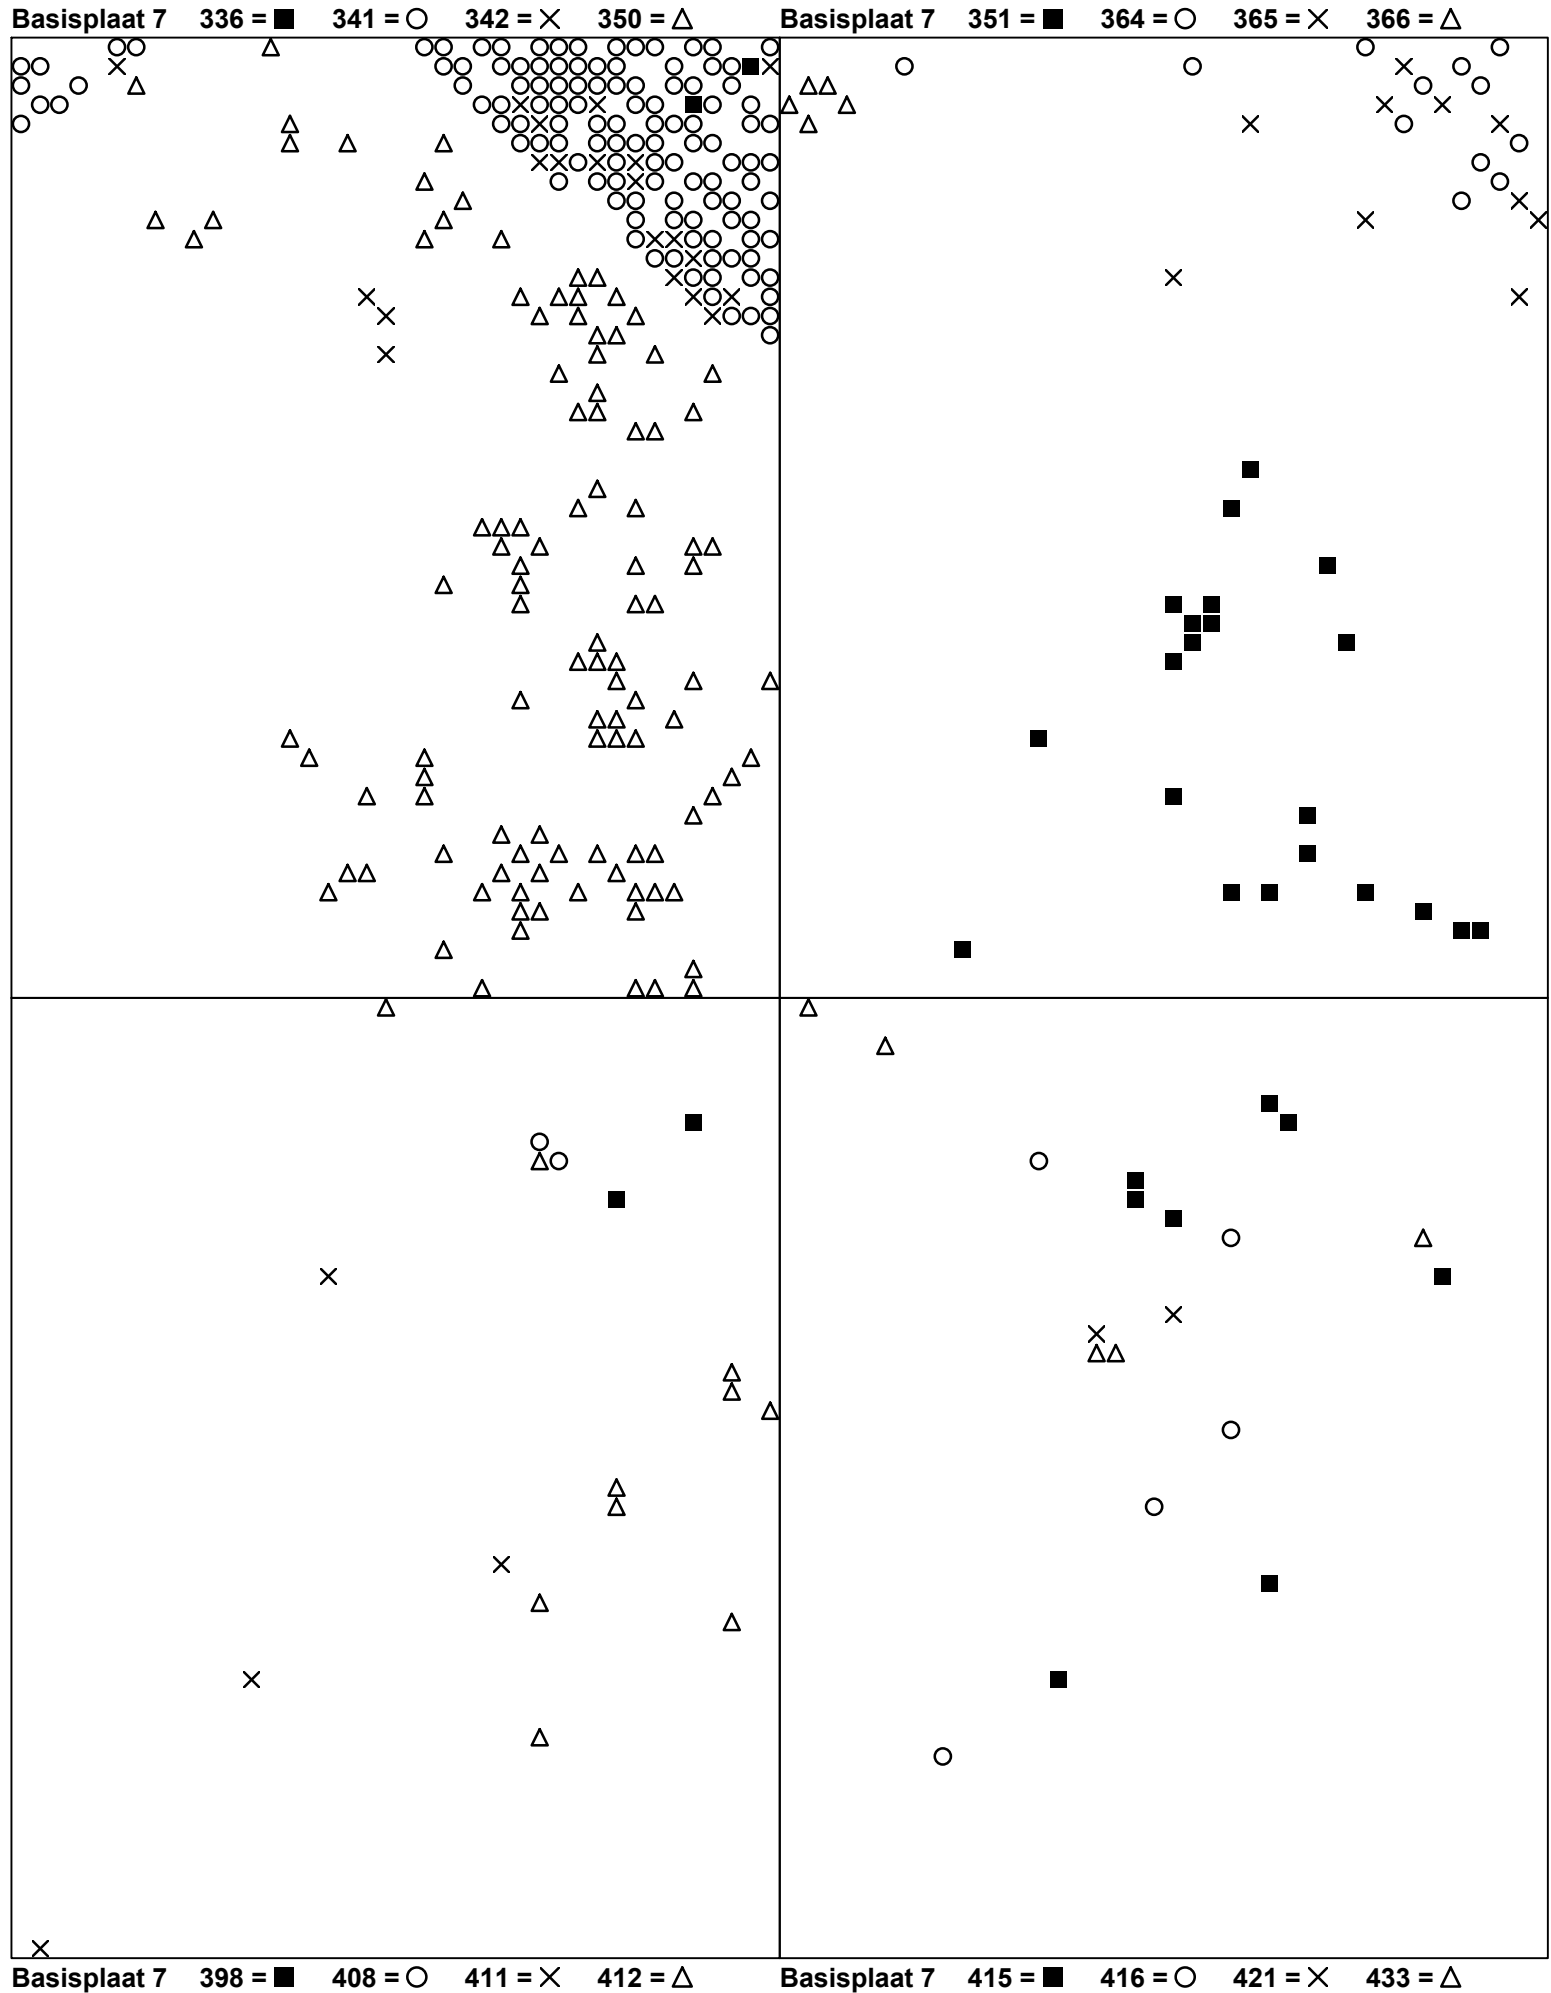 Basisplaat 7 336 = ■ 341 = ○ 342 = × 350 = △
Basisplaat 7 351 = ■ 364 = ○ 365 = × 366 = △
Basisplaat 7 398 = ■ 408 = ○ 411 = × 412 = △
Basisplaat 7 415 = ■ 416 = ○ 421 = × 433 = △